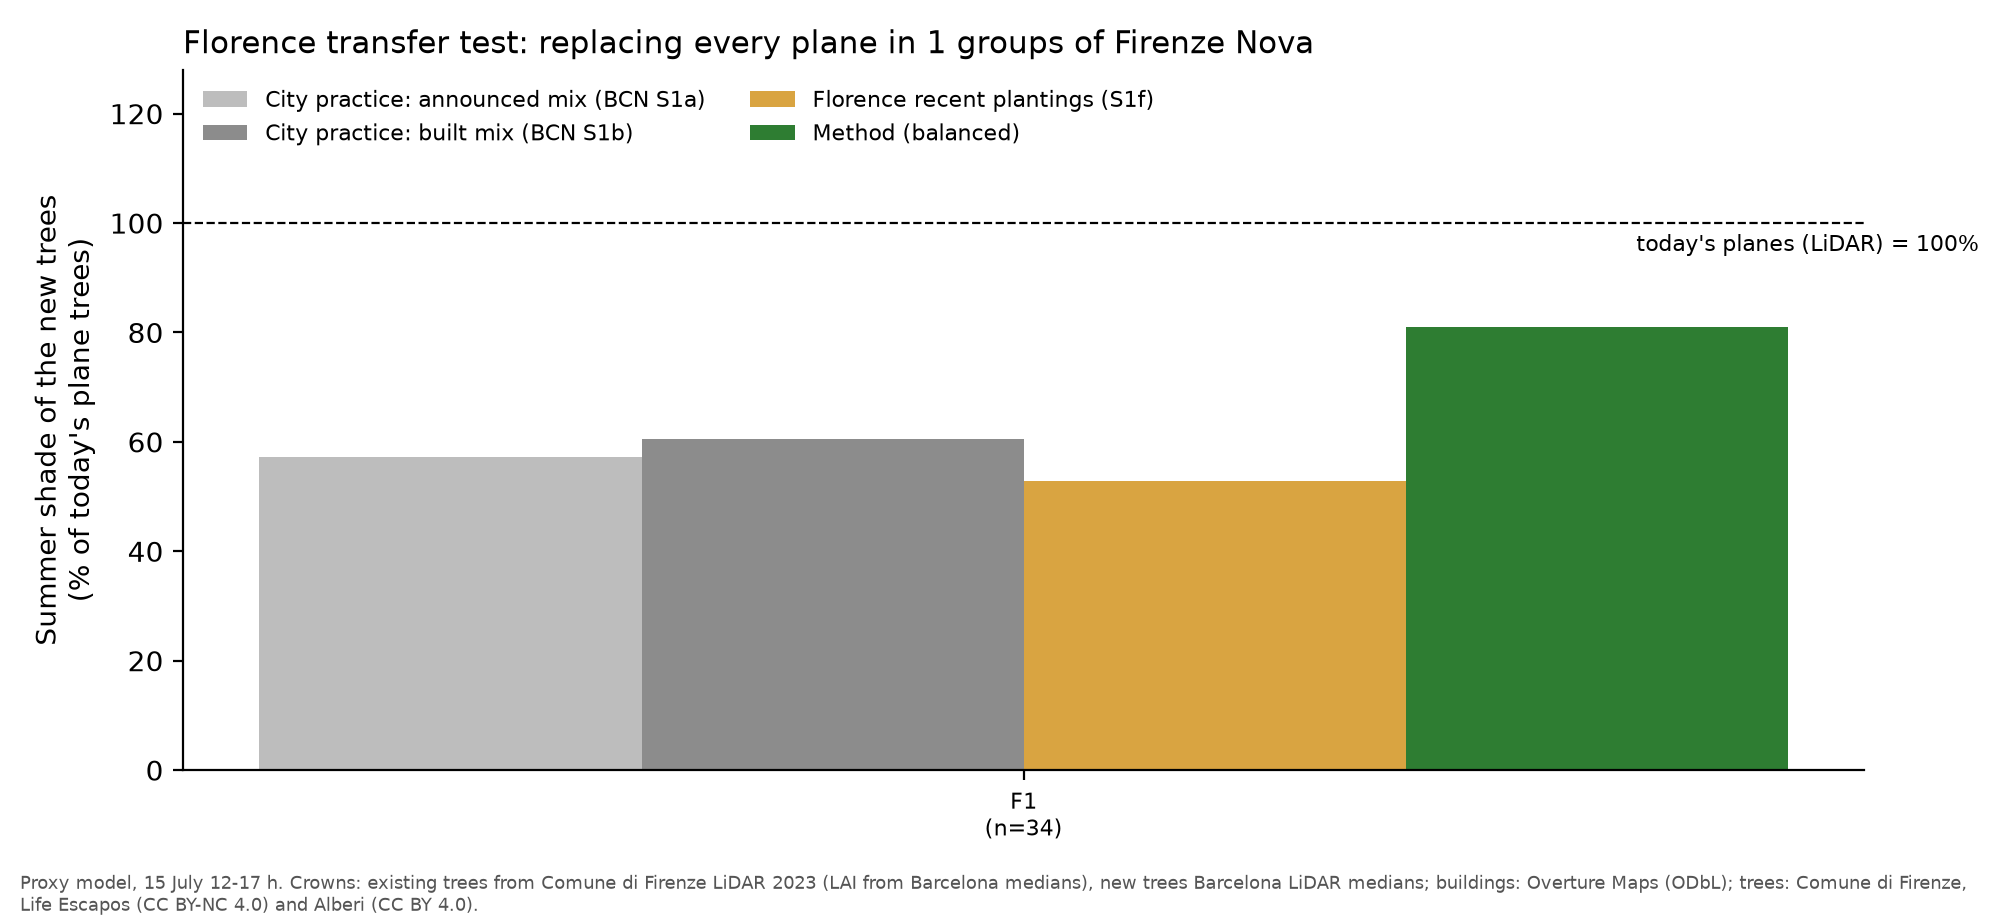 Florence transfer test: replacing every plane in 1 groups of Firenze Nova
City practice: announced mix (BCN S1a)
City practice: built mix (BCN S1b)
Florence recent plantings (S1f)
Method (balanced)
120
100
80
60
40
20
0
Summer shade of the new trees
(% of today's plane trees)
today's planes (LiDAR) = 100%
F1
(n=34)
Proxy model, 15 July 12-17 h. Crowns: existing trees from Comune di Firenze LiDAR 2023 (LAI from Barcelona medians), new trees Barcelona LiDAR medians; buildings: Overture Maps (ODbL); trees: Comune di Firenze,
Life Escapos (CC BY-NC 4.0) and Alberi (CC BY 4.0).